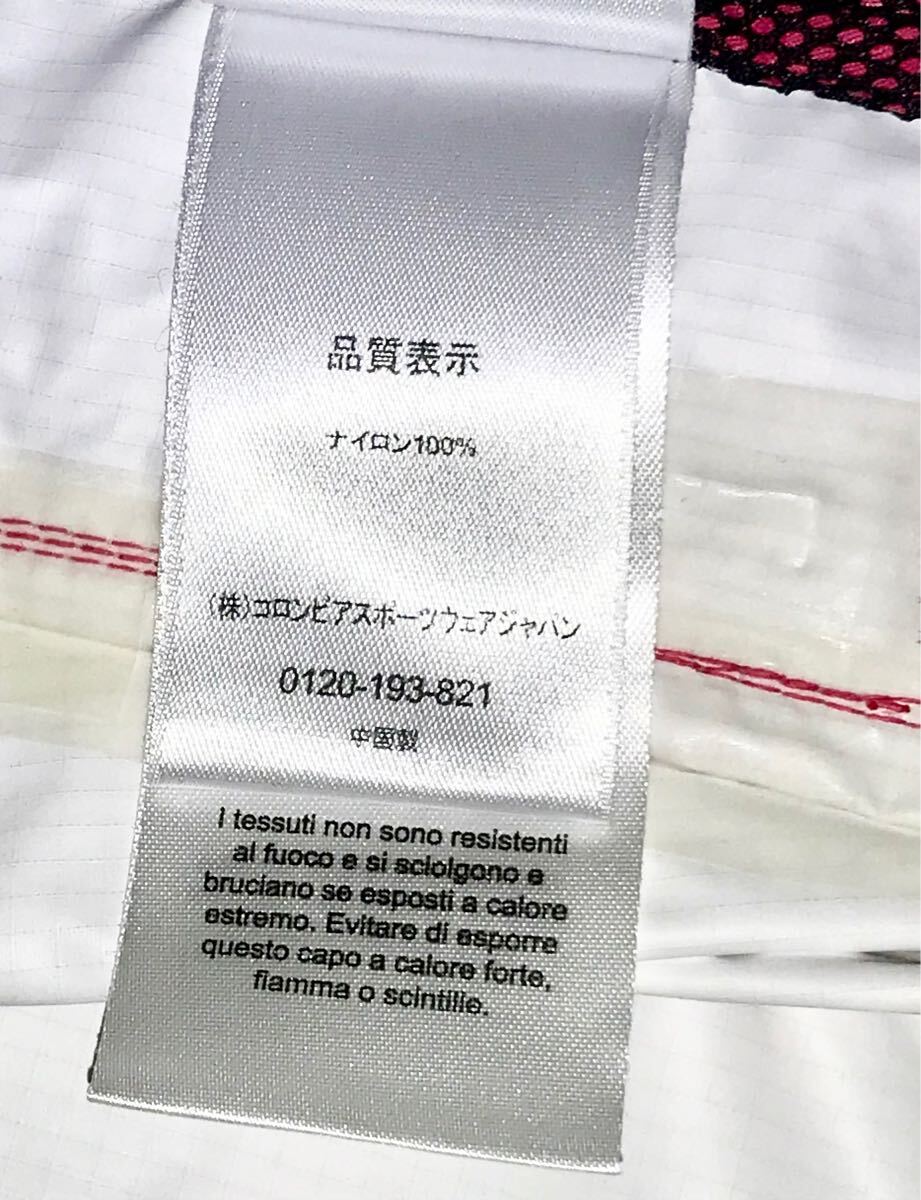 品質表示
ナイロン100%
(株)コロンビアスポーツウェアジャパン
0120-193-821
中国製
I tessuti non sono resistenti
al fuoco e si sciolgono e
bruciano se esposti a calore
estremo. Evitare di esporre
questo capo a calore forte,
fiamma o scintille.